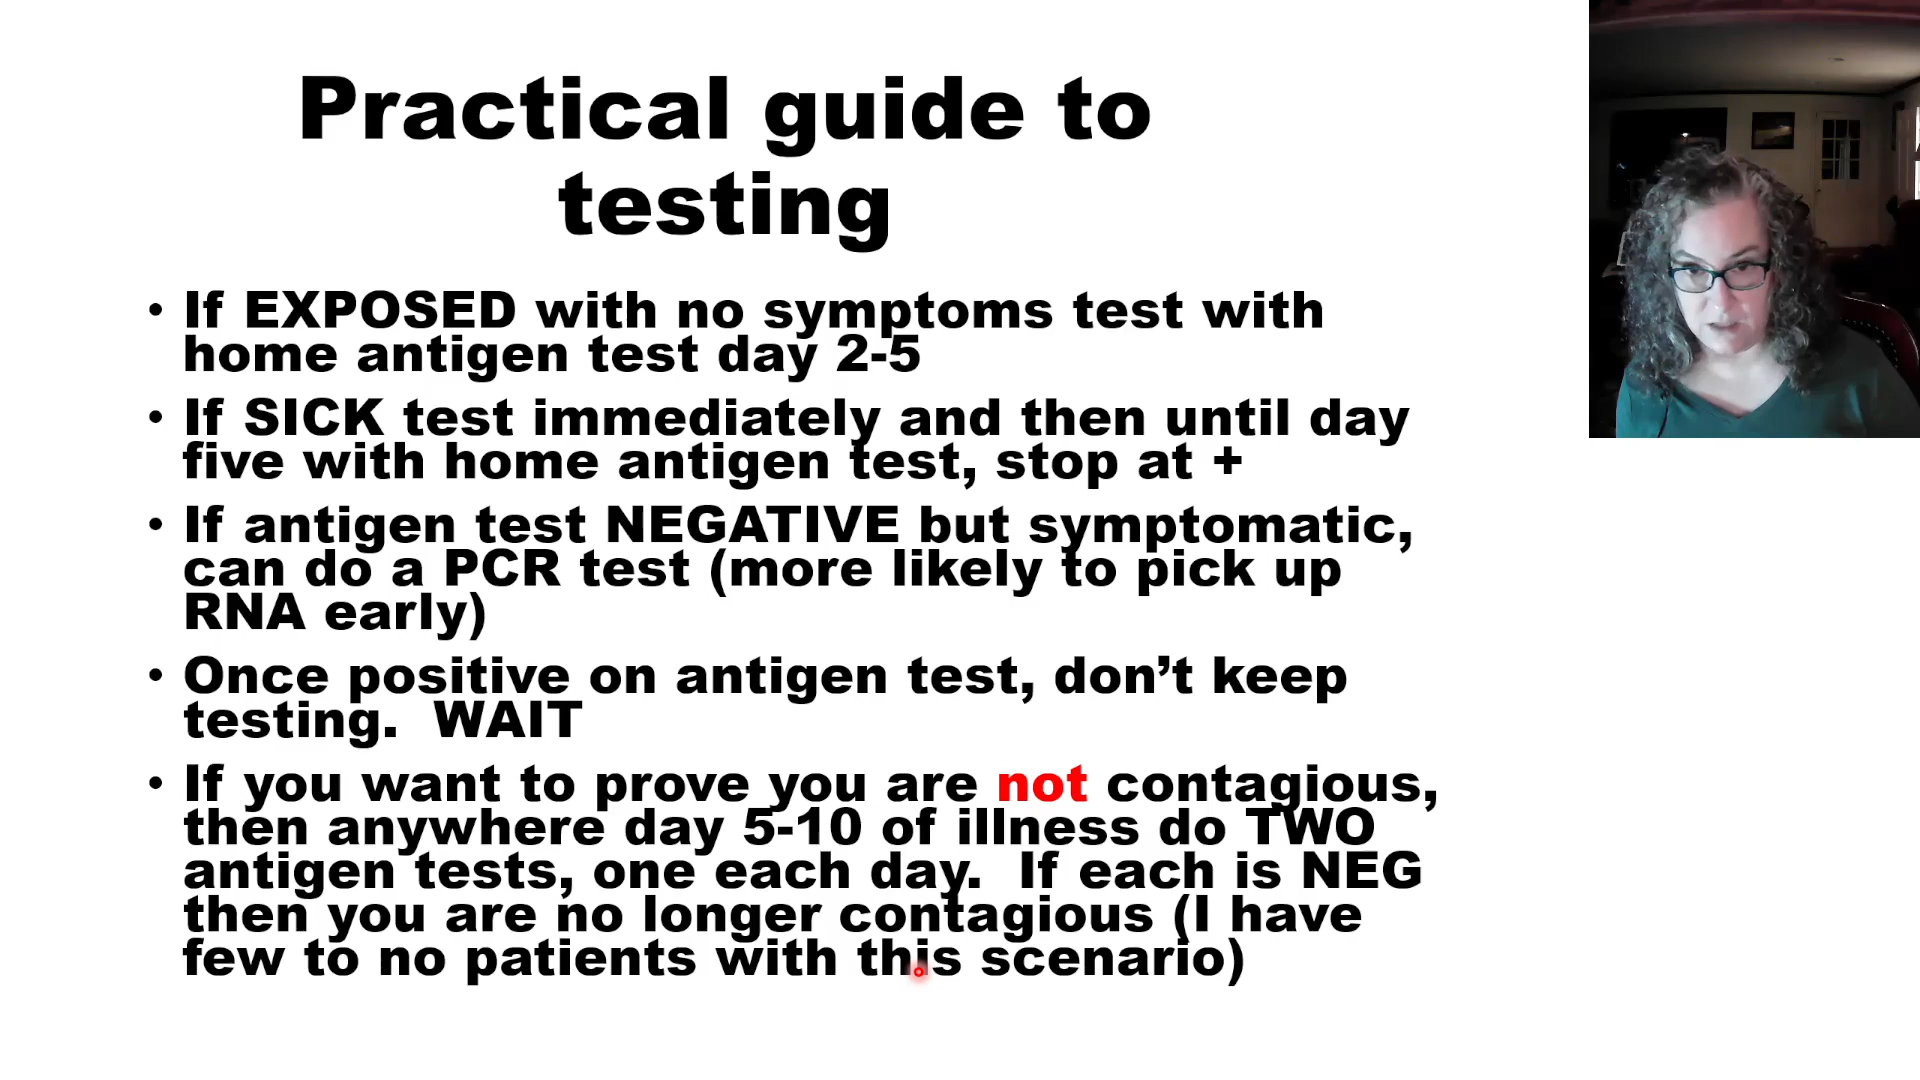 Practical guide to
testing
• If EXPOSED with no symptoms test with
home antigen test day 2-5
• If SICK test immediately and then until day
five with home antigen test, stop at +
• If antigen test NEGATIVE but symptomatic,
can do a PCR test (more likely to pick up
RNA early)
• Once positive on antigen test, don’t keep
testing.  WAIT
• If you want to prove you are not contagious,
then anywhere day 5-10 of illness do TWO
antigen tests, one each day.  If each is NEG
then you are no longer contagious (I have
few to no patients with this scenario)